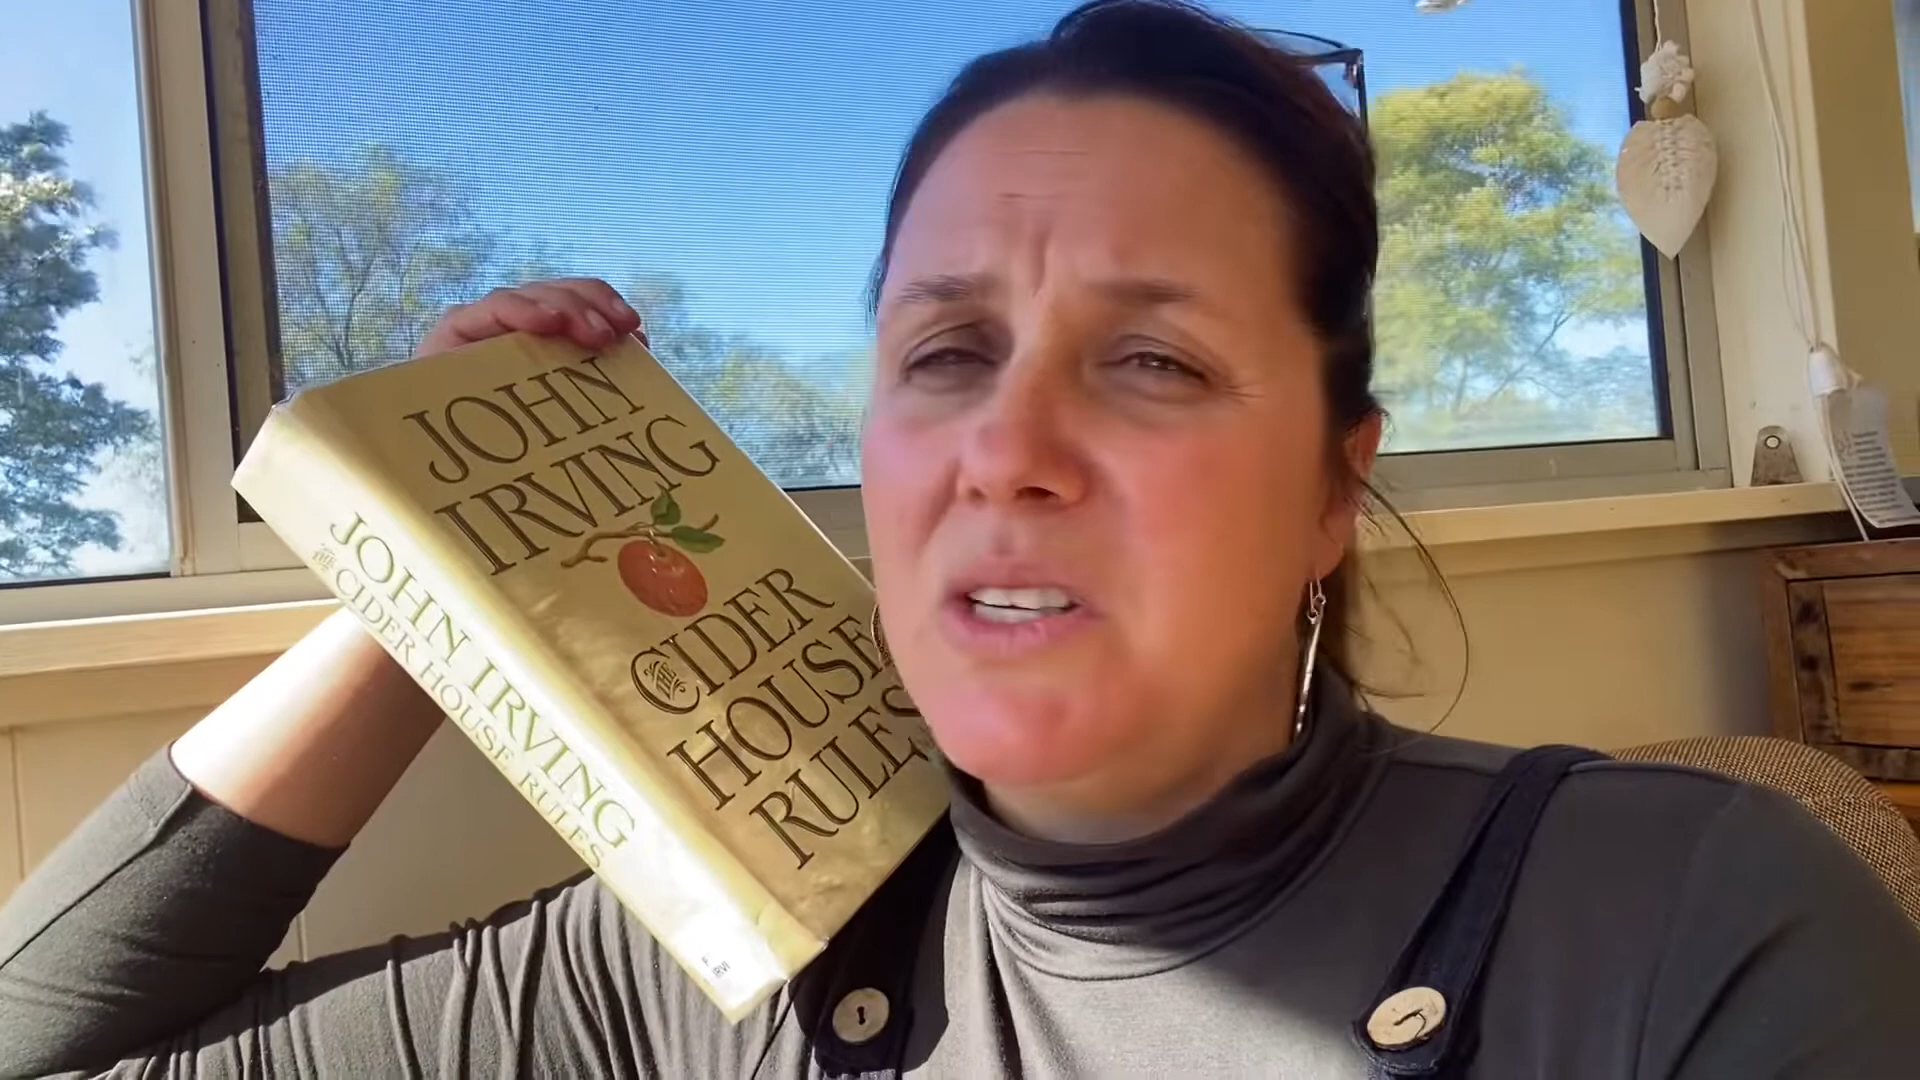 JOHN
IRVING
THE
CIDER
HOUSE
RULES
JOHN IRVING
THE
CIDER HOUSE RULES
F
IRVI